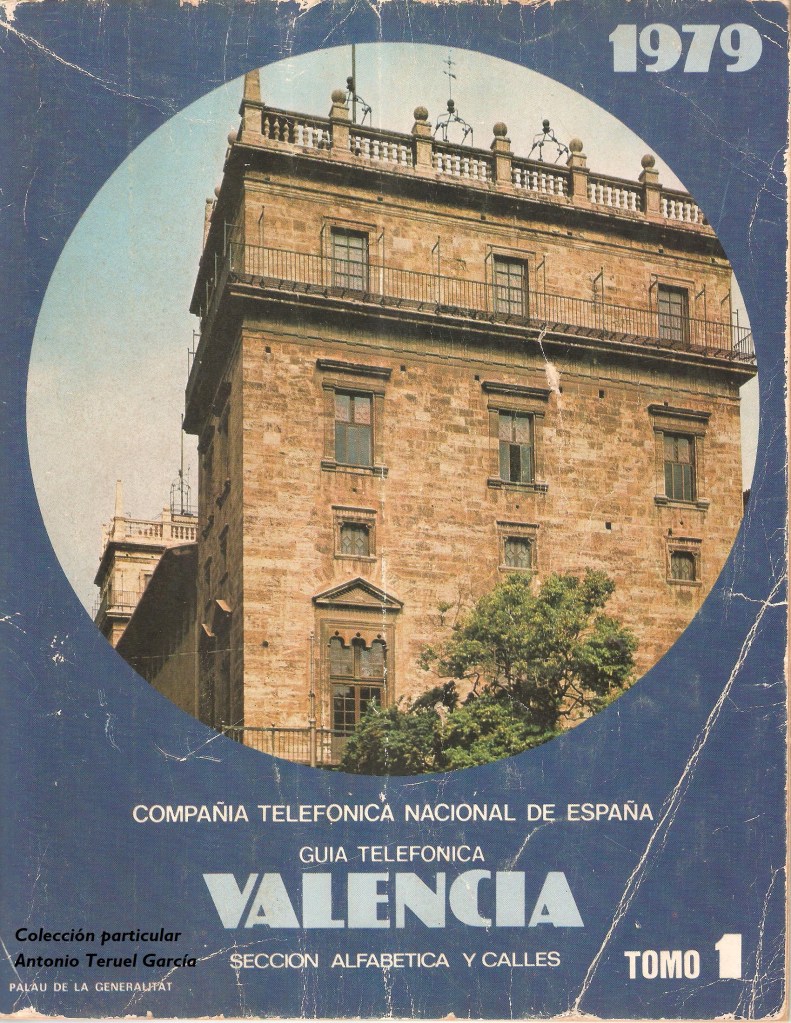 1979
COMPAÑIA TELEFONICA NACIONAL DE ESPAÑA
GUIA TELEFONICA
VALENCIA
SECCION ALFABETICA Y CALLES
TOMO 1
Colección particular
Antonio Teruel García
PALAU DE LA GENERALITAT